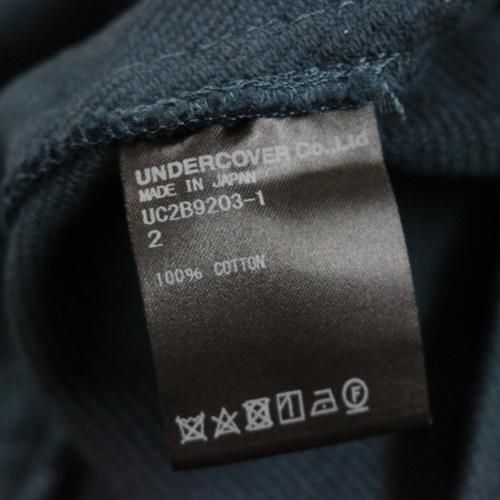 UNDERCOVER Co.,Ltd
MADE IN JAPAN
UC2B9203-1
2
100% COTTON
F